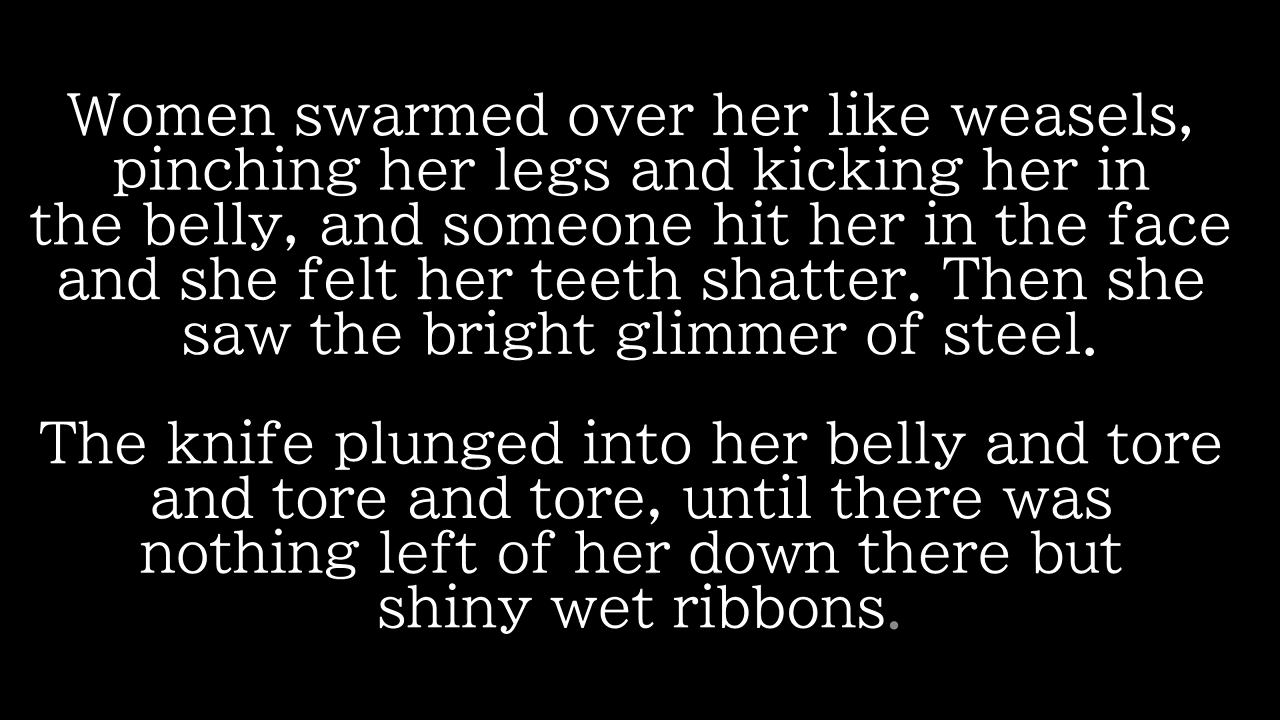 Women swarmed over her like weasels,
pinching her legs and kicking her in
the belly, and someone hit her in the face
and she felt her teeth shatter. Then she
saw the bright glimmer of steel.
The knife plunged into her belly and tore
and tore and tore, until there was
nothing left of her down there but
shiny wet ribbons.